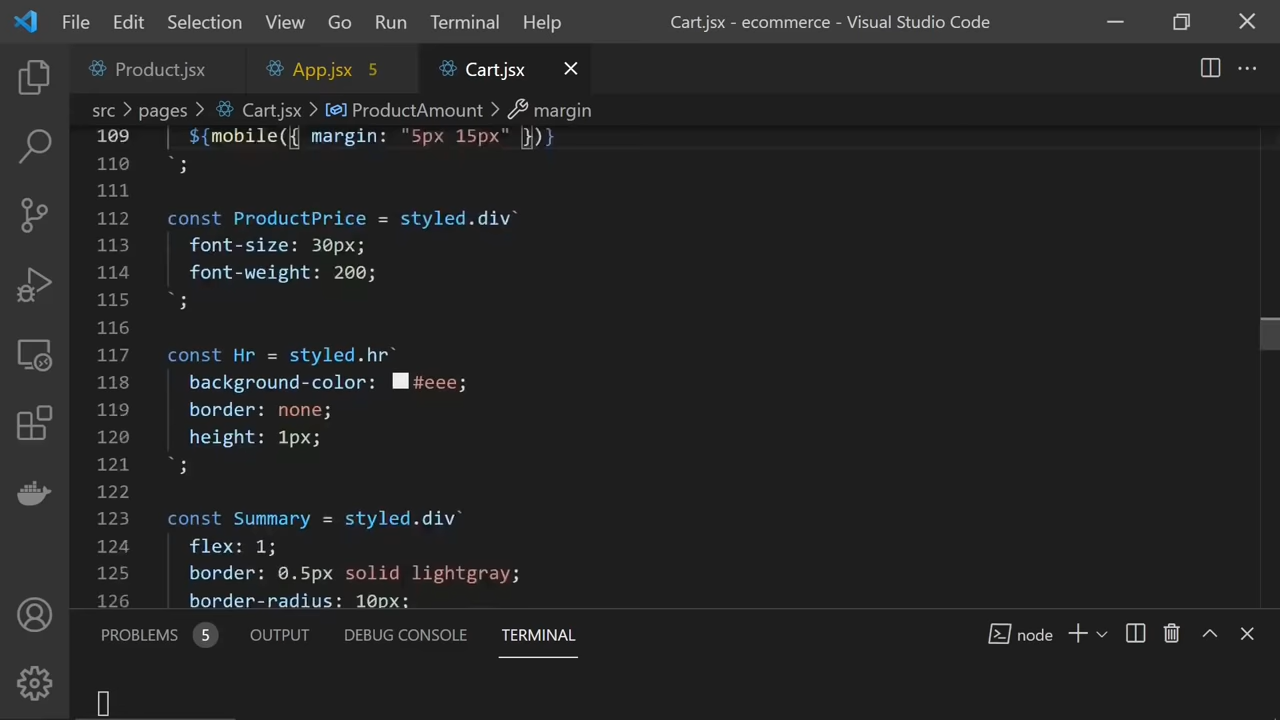 File Edit Selection View Go Run Terminal Help Cart.jsx - ecommerce - Visual Studio Code
Product.jsx App.jsx 5 Cart.jsx
src > pages > Cart.jsx > ProductAmount > margin
109 ${mobile({ margin: "5px 15px" })}
110 `;
111
112 const ProductPrice = styled.div`
113 font-size: 30px;
114 font-weight: 200;
115 `;
116
117 const Hr = styled.hr`
118 background-color: #eee;
119 border: none;
120 height: 1px;
121 `;
122
123 const Summary = styled.div`
124 flex: 1;
125 border: 0.5px solid lightgray;
126 border-radius: 10px;
PROBLEMS 5 OUTPUT DEBUG CONSOLE TERMINAL node